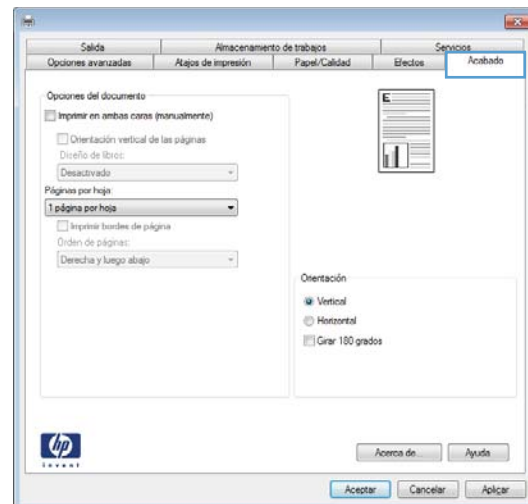 Salida Almacenamiento de trabajos Servicios
Opciones avanzadas Atajos de impresión Papel/Calidad Efectos Acabado
Opciones del documento
Imprimir en ambas caras (manualmente)
Orientación vertical de las páginas
Diseño de libros:
Desactivado
Páginas por hoja:
1 página por hoja
Imprimir bordes de página
Orden de páginas:
Derecha y luego abajo
E
Orientación
Vertical
Horizontal
Girar 180 grados
hp
invent
Acerca de... Ayuda
Aceptar Cancelar Aplicar